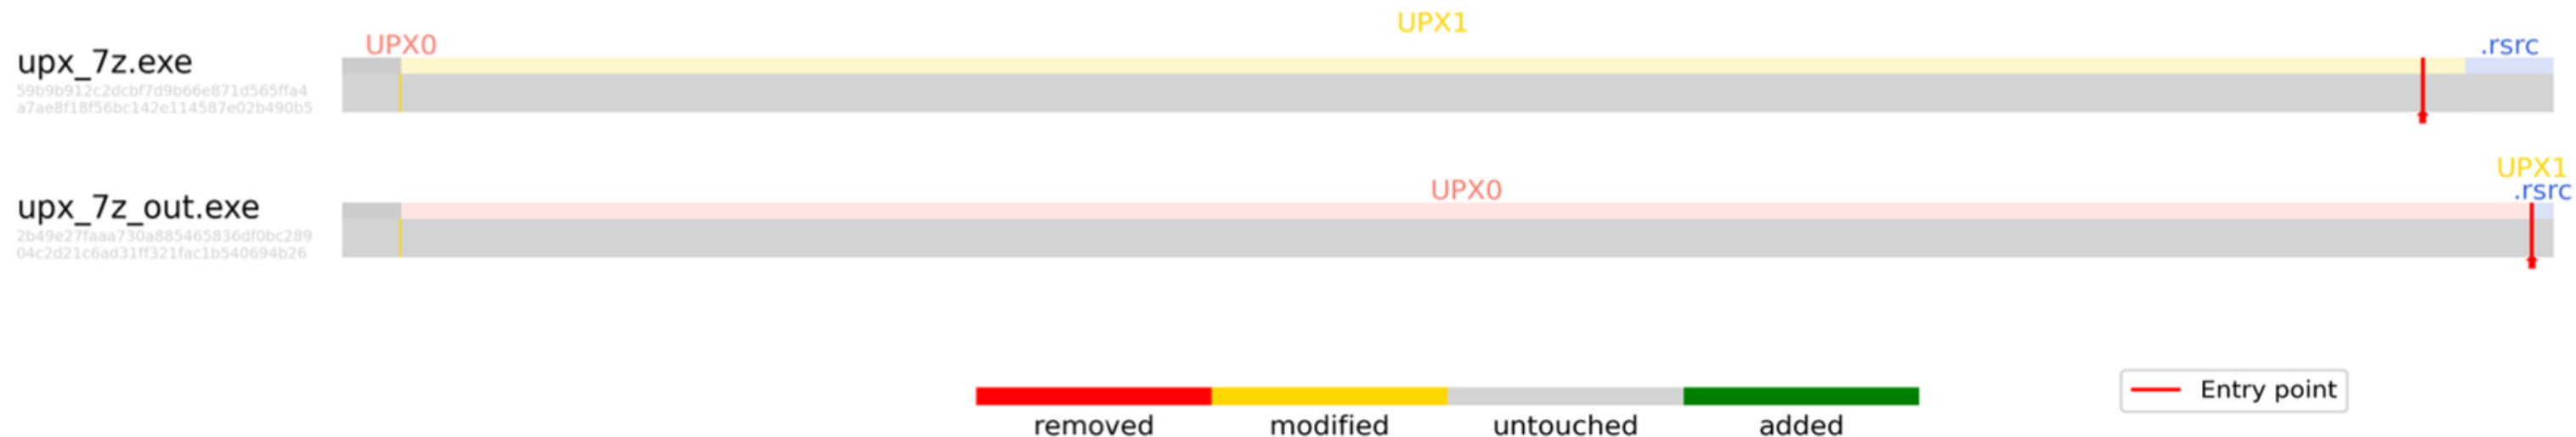 UPX1
UPX0
.rsrc
upx_7z.exe
59b9b912c2dcbf7d9b66e871d565ffa4
a7ae8f18f56bc142e114587e02b490b5
UPX1
UPX0
.rsrc
upx_7z_out.exe
2b49e27faaa730a885465836df0bc289
04c2d21c6ad31ff321fac1b540694b26
removed
modified
untouched
added
Entry point